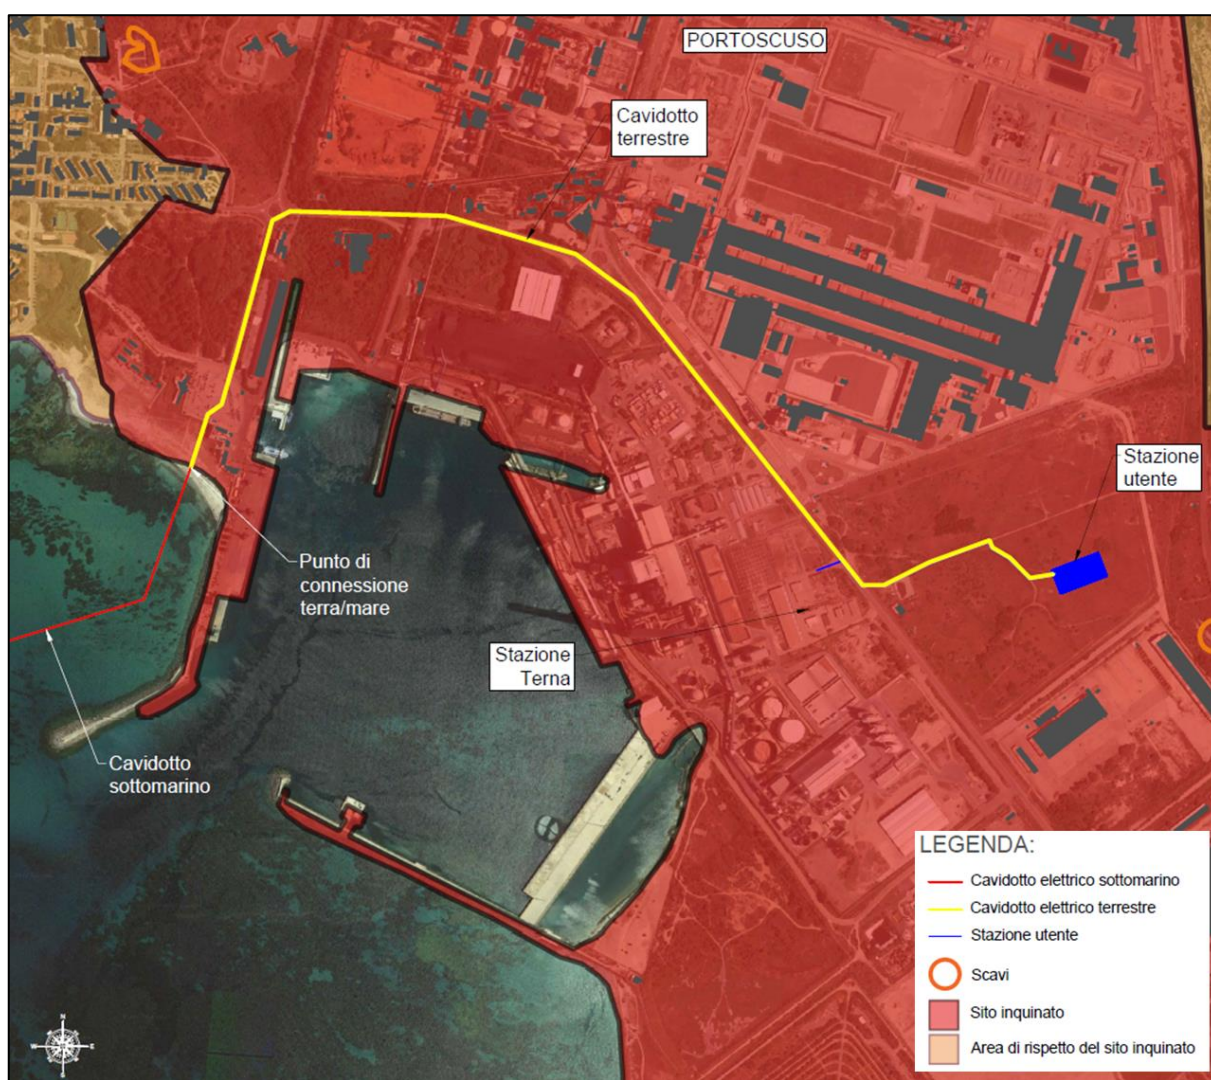 PORTOSCUSO
Cavidotto
terrestre
Stazione
utente
Punto di
connessione
terra/mare
Stazione
Terna
Cavidotto
sottomarino
LEGENDA:
Cavidotto elettrico sottomarino
Cavidotto elettrico terrestre
Stazione utente
Scavi
Sito inquinato
Area di rispetto del sito inquinato
N
W
E
S